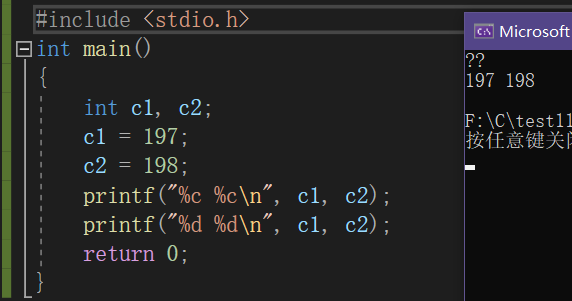 #include <stdio.h>
int main()
{
int c1, c2;
c1 = 197;
c2 = 198;
printf("%c %c\n", c1, c2);
printf("%d %d\n", c1, c2);
return 0;
}
Microsoft
??
197 198
F:\C\test11
按任意键关闭